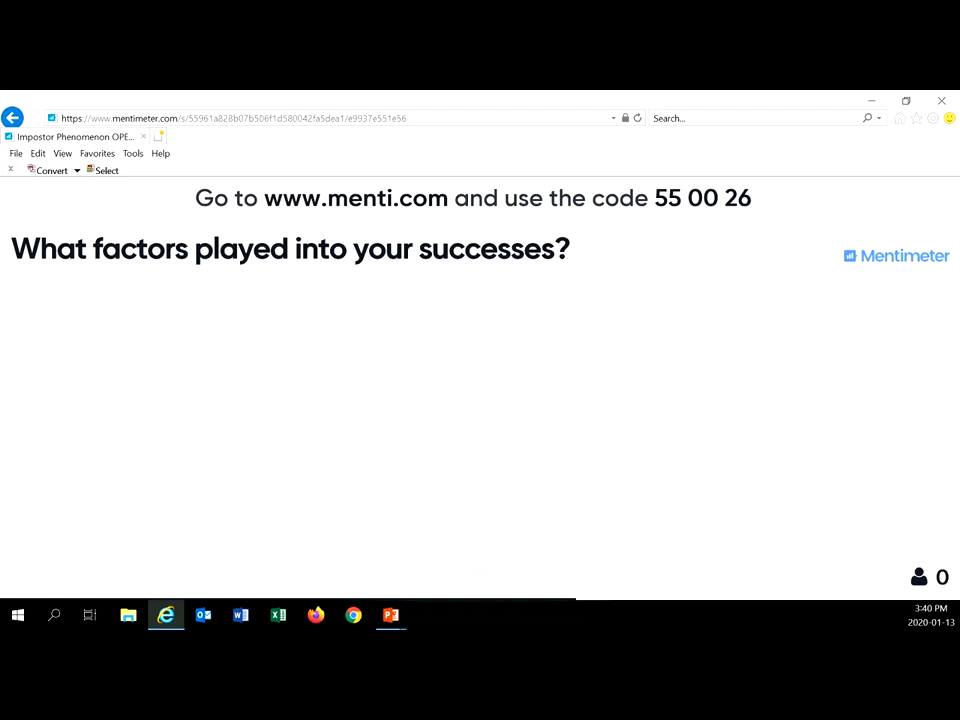 https://www.mentimeter.com/s/55961a828b07b506f1d580042fa5dea1/e9937e551e56
Search...
Impostor Phenomenon OPE...
File Edit View Favorites Tools Help
x Convert Select
Go to www.menti.com and use the code 55 00 26
What factors played into your successes?
Mentimeter
0
3:40 PM
2020-01-13